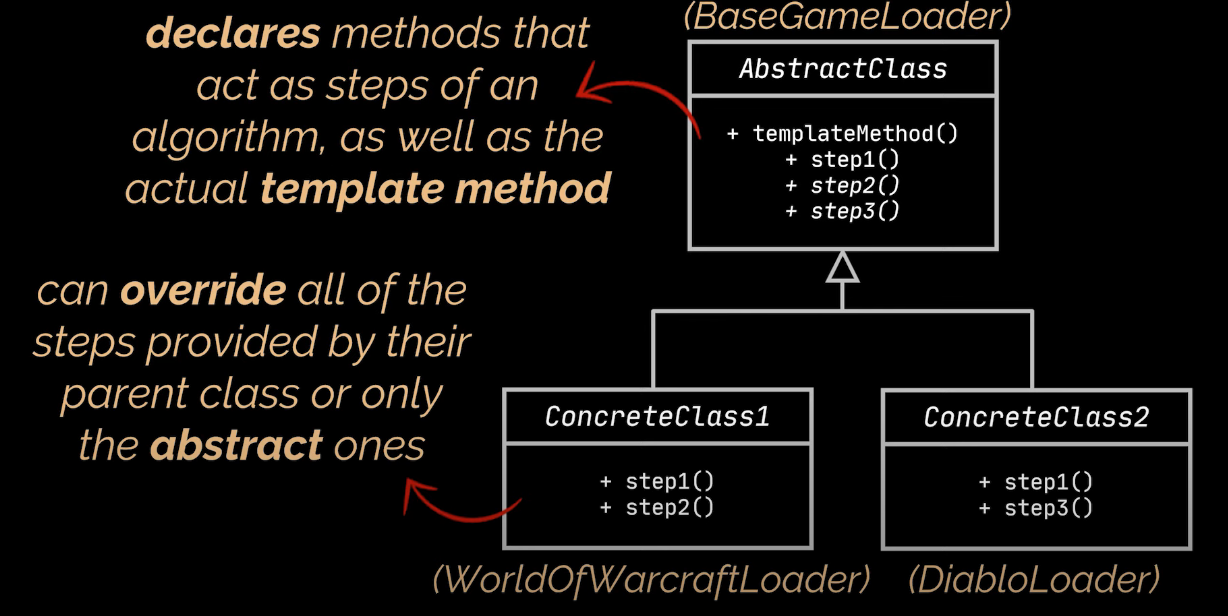 declares methods that
act as steps of an
algorithm, as well as the
actual template method
can override all of the
steps provided by their
parent class or only
the abstract ones
(BaseGameLoader)
AbstractClass
+ templateMethod()
+ step1()
+ step2()
+ step3()
ConcreteClass1
+ step1()
+ step2()
(WorldOfWarcraftLoader)
ConcreteClass2
+ step1()
+ step3()
(DiabloLoader)